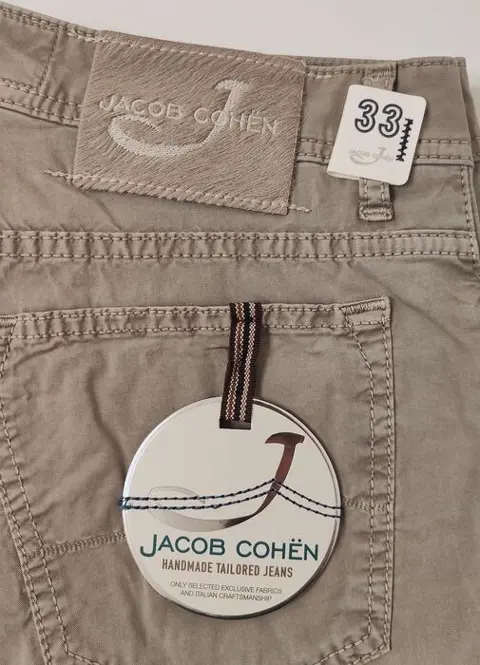 JACOB COHËN
33
JACOB COHËN
JACOB COHËN
HANDMADE TAILORED JEANS
ONLY SELECTED EXCLUSIVE FABRICS
AND ITALIAN CRAFTSMANSHIP